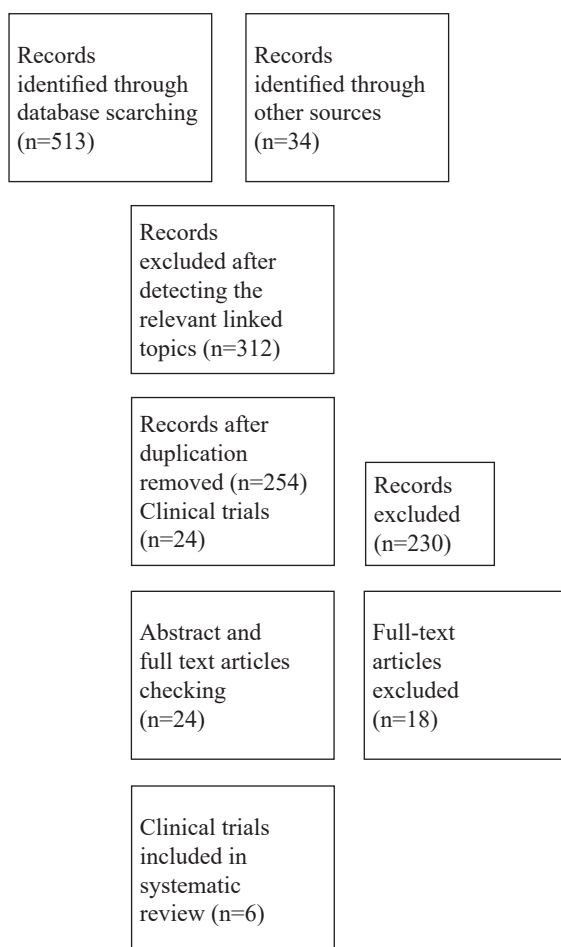 Records
identified through
database scarching
(n=513)
Records
identified through
other sources
(n=34)
Records
excluded after
detecting the
relevant linked
topics (n=312)
Records after
duplication
removed (n=254)
Clinical trials
(n=24)
Records
excluded
(n=230)
Abstract and
full text articles
checking
(n=24)
Full-text
articles
excluded
(n=18)
Clinical trials
included in
systematic
review (n=6)